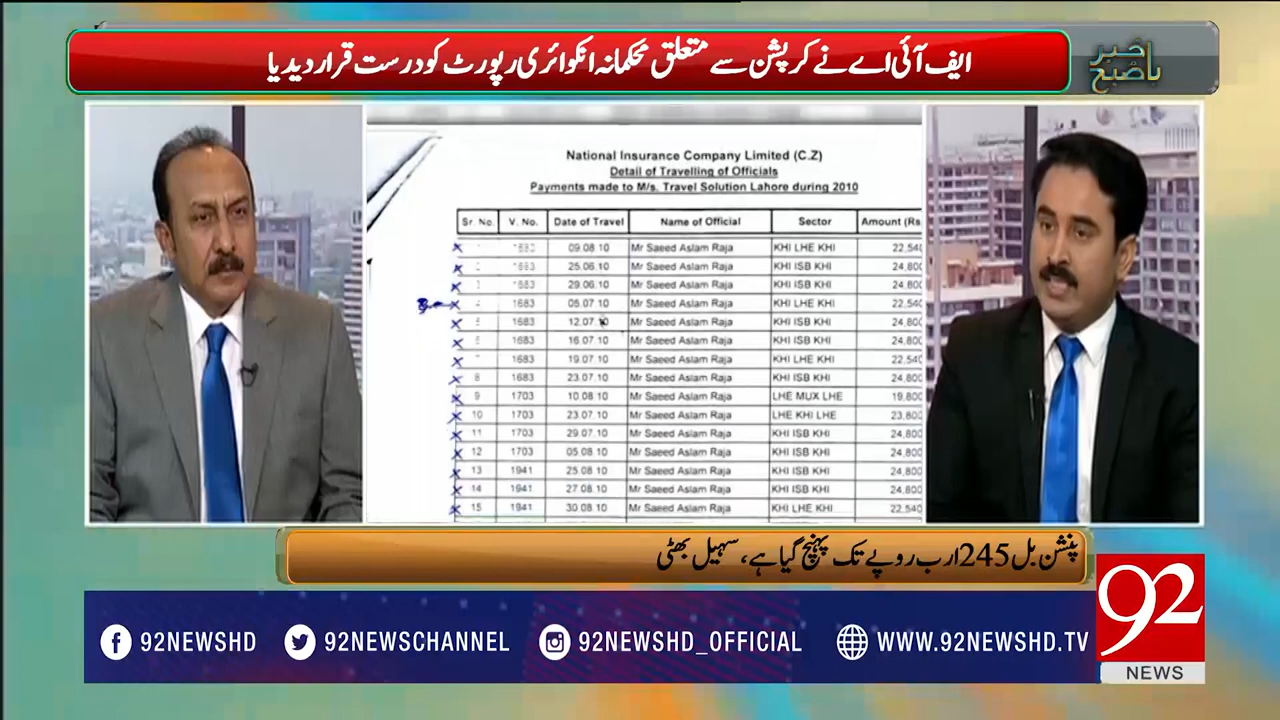 ایف آئی اے نے کرپشن سے متعلق محکمانہ انکوائری رپورٹ کو درست قرار دیدیا
باخبر صبح
National Insurance Company Limited (C.Z)
Detail of Travelling of Officials
Payments made to M/s. Travel Solution Lahore during 2010
Sr. No. V. No. Date of Travel Name of Official Sector Amount (Rs
1 1683 09.08.10 Mr Saeed Aslam Raja KHI LHE KHI 22,540
2 1683 25.06.10 Mr Saeed Aslam Raja KHI ISB KHI 24,800
3 1683 29.06.10 Mr Saeed Aslam Raja KHI ISB KHI 24,800
4 1683 05.07.10 Mr Saeed Aslam Raja KHI LHE KHI 22,540
5 1683 12.07.10 Mr Saeed Aslam Raja KHI ISB KHI 24,800
6 1683 16.07.10 Mr Saeed Aslam Raja KHI ISB KHI 24,800
7 1683 19.07.10 Mr Saeed Aslam Raja KHI LHE KHI 22,540
8 1683 23.07.10 Mr Saeed Aslam Raja KHI ISB KHI 24,800
9 1703 10.08.10 Mr Saeed Aslam Raja LHE MUX LHE 19,800
10 1703 23.07.10 Mr Saeed Aslam Raja LHE KHI LHE 23,800
11 1703 29.07.10 Mr Saeed Aslam Raja KHI ISB KHI 24,800
12 1703 05.08.10 Mr Saeed Aslam Raja KHI ISB KHI 24,800
13 1941 25.08.10 Mr Saeed Aslam Raja KHI ISB KHI 24,800
14 1941 27.08.10 Mr Saeed Aslam Raja KHI ISB KHI 24,800
15 1941 30.08.10 Mr Saeed Aslam Raja KHI LHE KHI 22,540
پنشن بل 245 ارب روپے تک پہنچ گیا ہے، سہیل بھٹی
92NEWSHD 92NEWSCHANNEL 92NEWSHD_OFFICIAL WWW.92NEWSHD.TV
92
NEWS